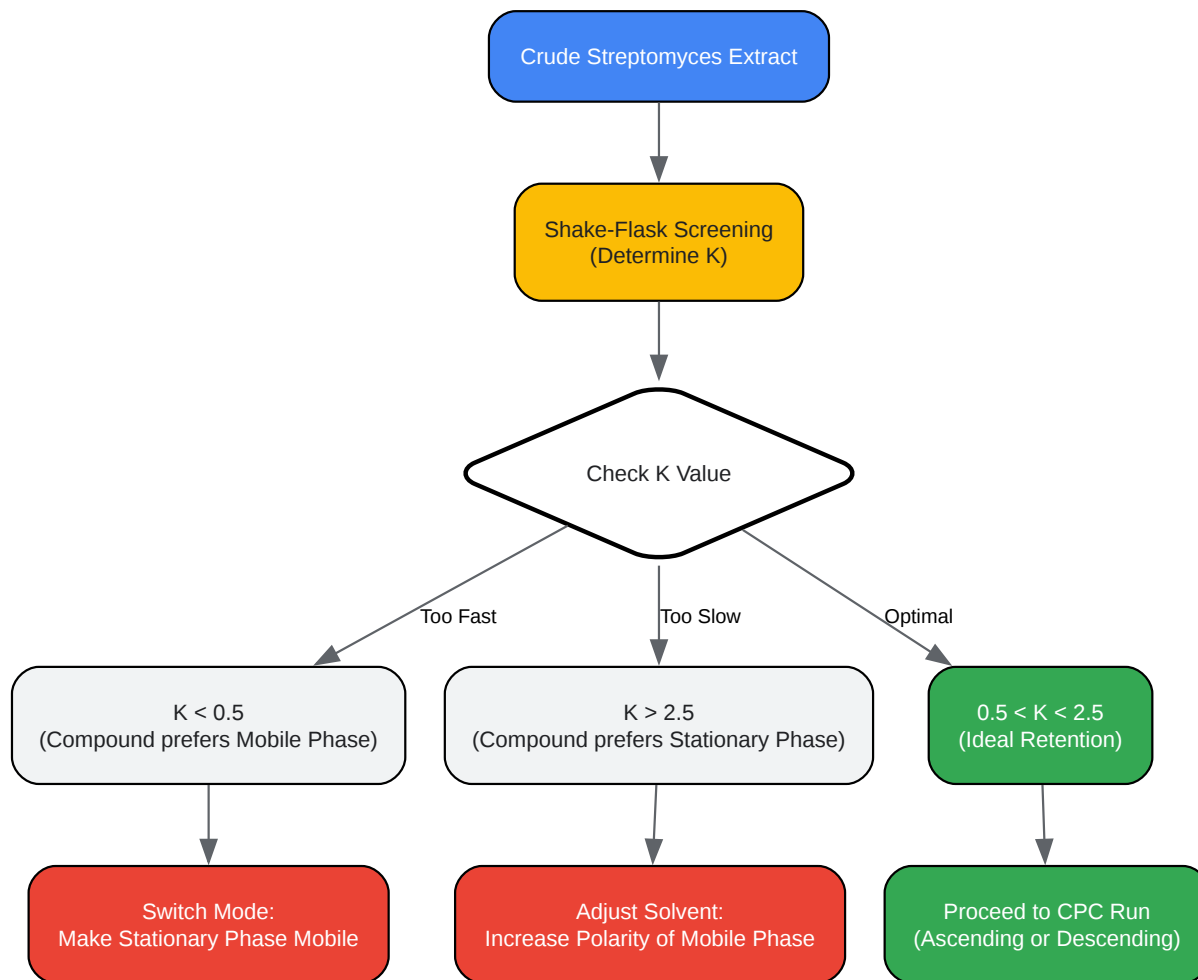 Crude Streptomyces Extract
Shake-Flask Screening
(Determine K)
Check K Value
Too Fast
Too Slow
Optimal
K < 0.5
(Compound prefers Mobile Phase)
K > 2.5
(Compound prefers Stationary Phase)
0.5 < K < 2.5
(Ideal Retention)
Switch Mode:
Make Stationary Phase Mobile
Adjust Solvent:
Increase Polarity of Mobile Phase
Proceed to CPC Run
(Ascending or Descending)